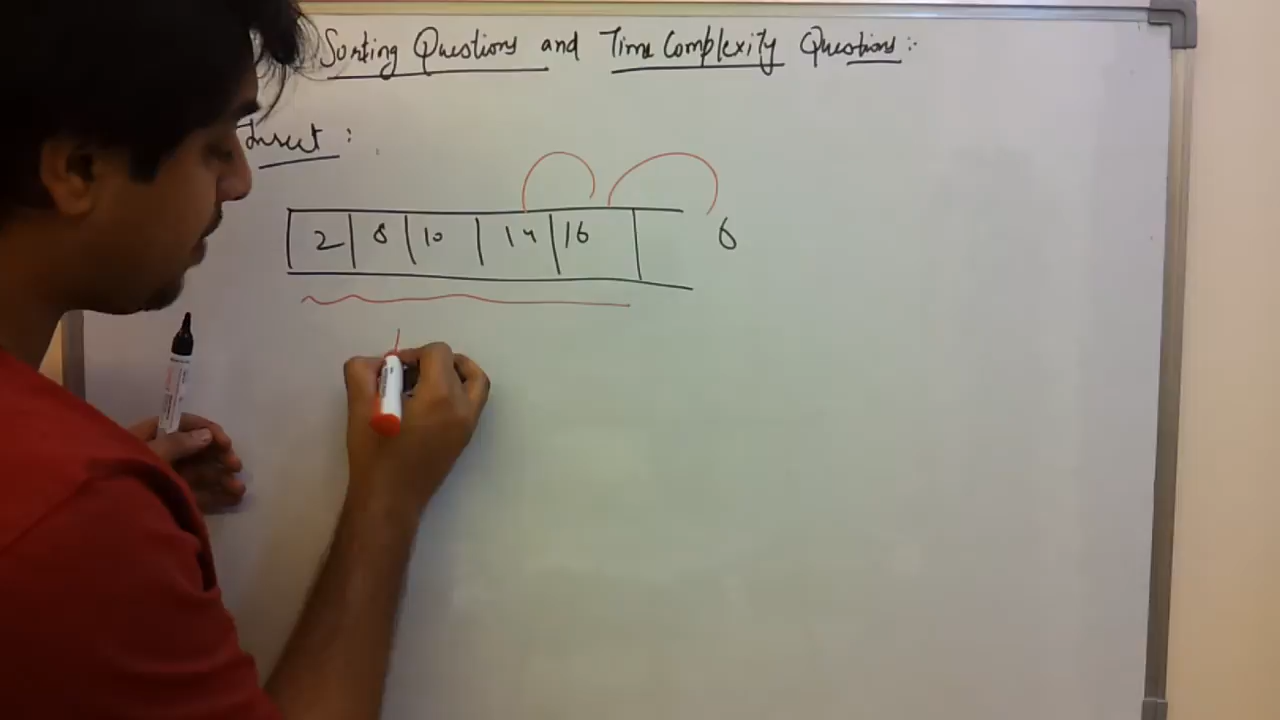 Sorting Questions and Time Complexity Questions:
Insert :
2 8 10 14 16 6